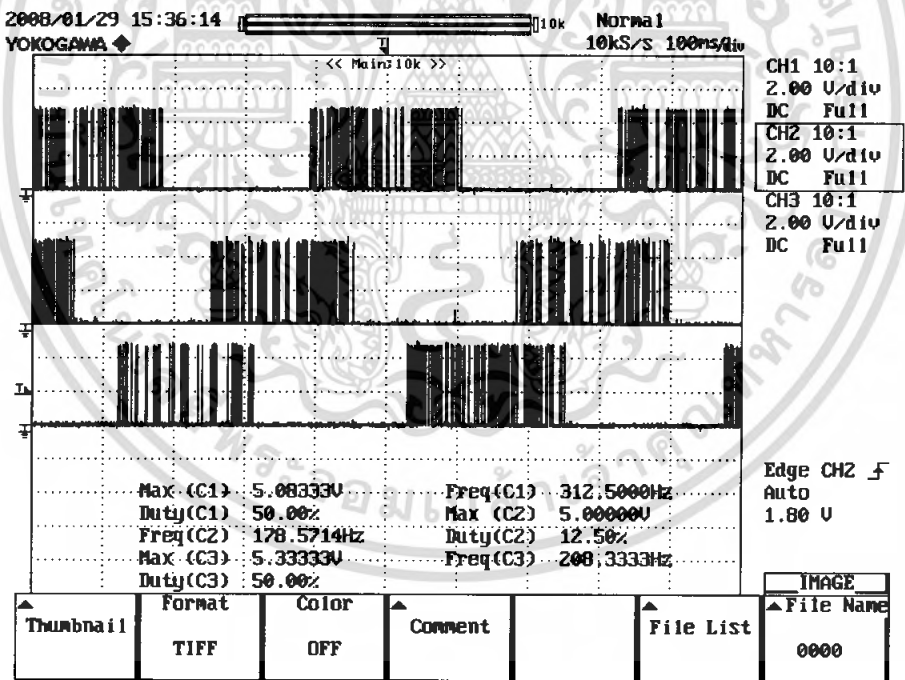 2008/01/29 15:36:14 10k Normal
YOKOGAWA 10kS/s 100ms/div
<< Main:10k >>
CH1 10:1
2.00 V/div
DC Full
CH2 10:1
2.00 V/div
DC Full
CH3 10:1
2.00 V/div
DC Full
Edge CH2
Auto
1.80 V
Max (C1) 5.08333V Freq(C1) 312.5000Hz
Duty(C1) 50.00% Max (C2) 5.00000V
Freq(C2) 178.5714Hz Duty(C2) 12.50%
Max (C3) 5.33333V Freq(C3) 208.3333Hz
Duty(C3) 50.00%
IMAGE
Thumbnail
Format
TIFF
Color
OFF
Comment
File List
File Name
0000